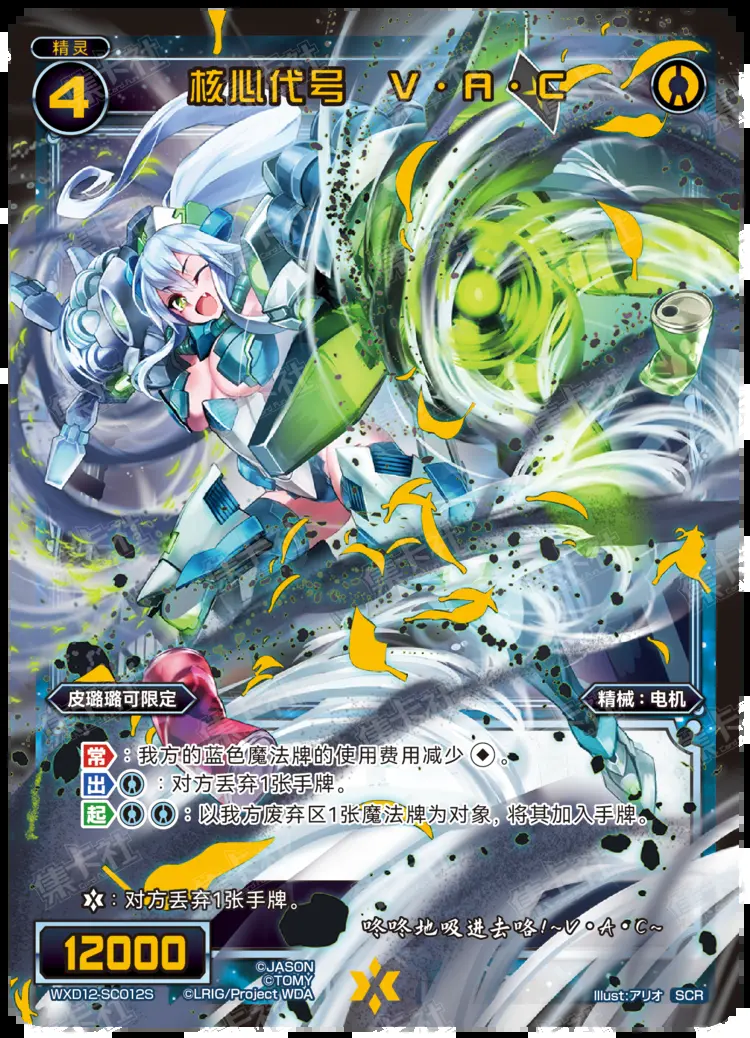 精灵
4
核心代号 V·A·C
皮璐璐可限定
精械：电机
常：我方的蓝色魔法牌的使用费用减少。
出：对方丢弃1张手牌。
起：以我方废弃区1张魔法牌为对象，将其加入手牌。
：对方丢弃1张手牌。
咚咚地吸进去咯!~V·A·C~
12000
©JASON
©TOMY
WXD12-SC012S ©LRIG/Project WDA
Illust:アリオ SCR
集卡社